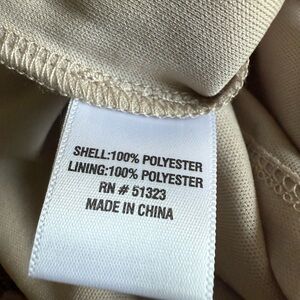 SHELL:100% POLYESTER
LINING:100% POLYESTER
RN # 51323
MADE IN CHINA